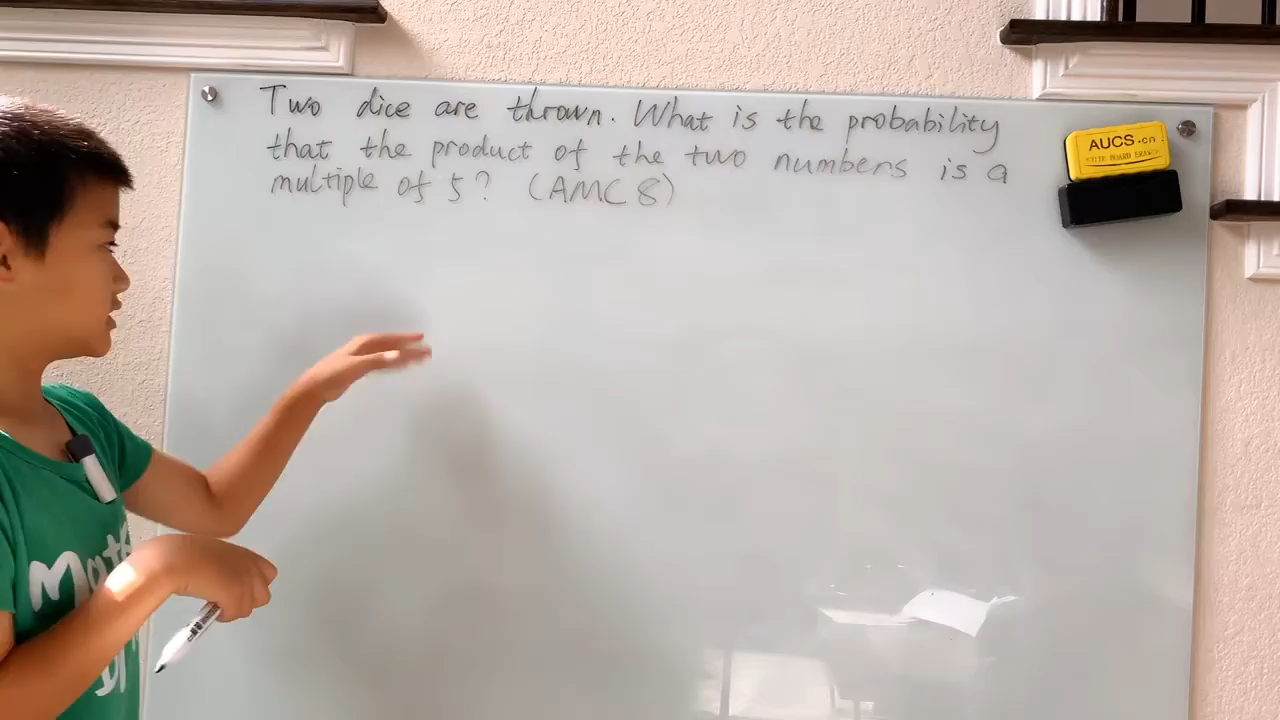 Two dice are thrown. What is the probability
that the product of the two numbers is a
multiple of 5? (AMC 8)
AUCS.cn